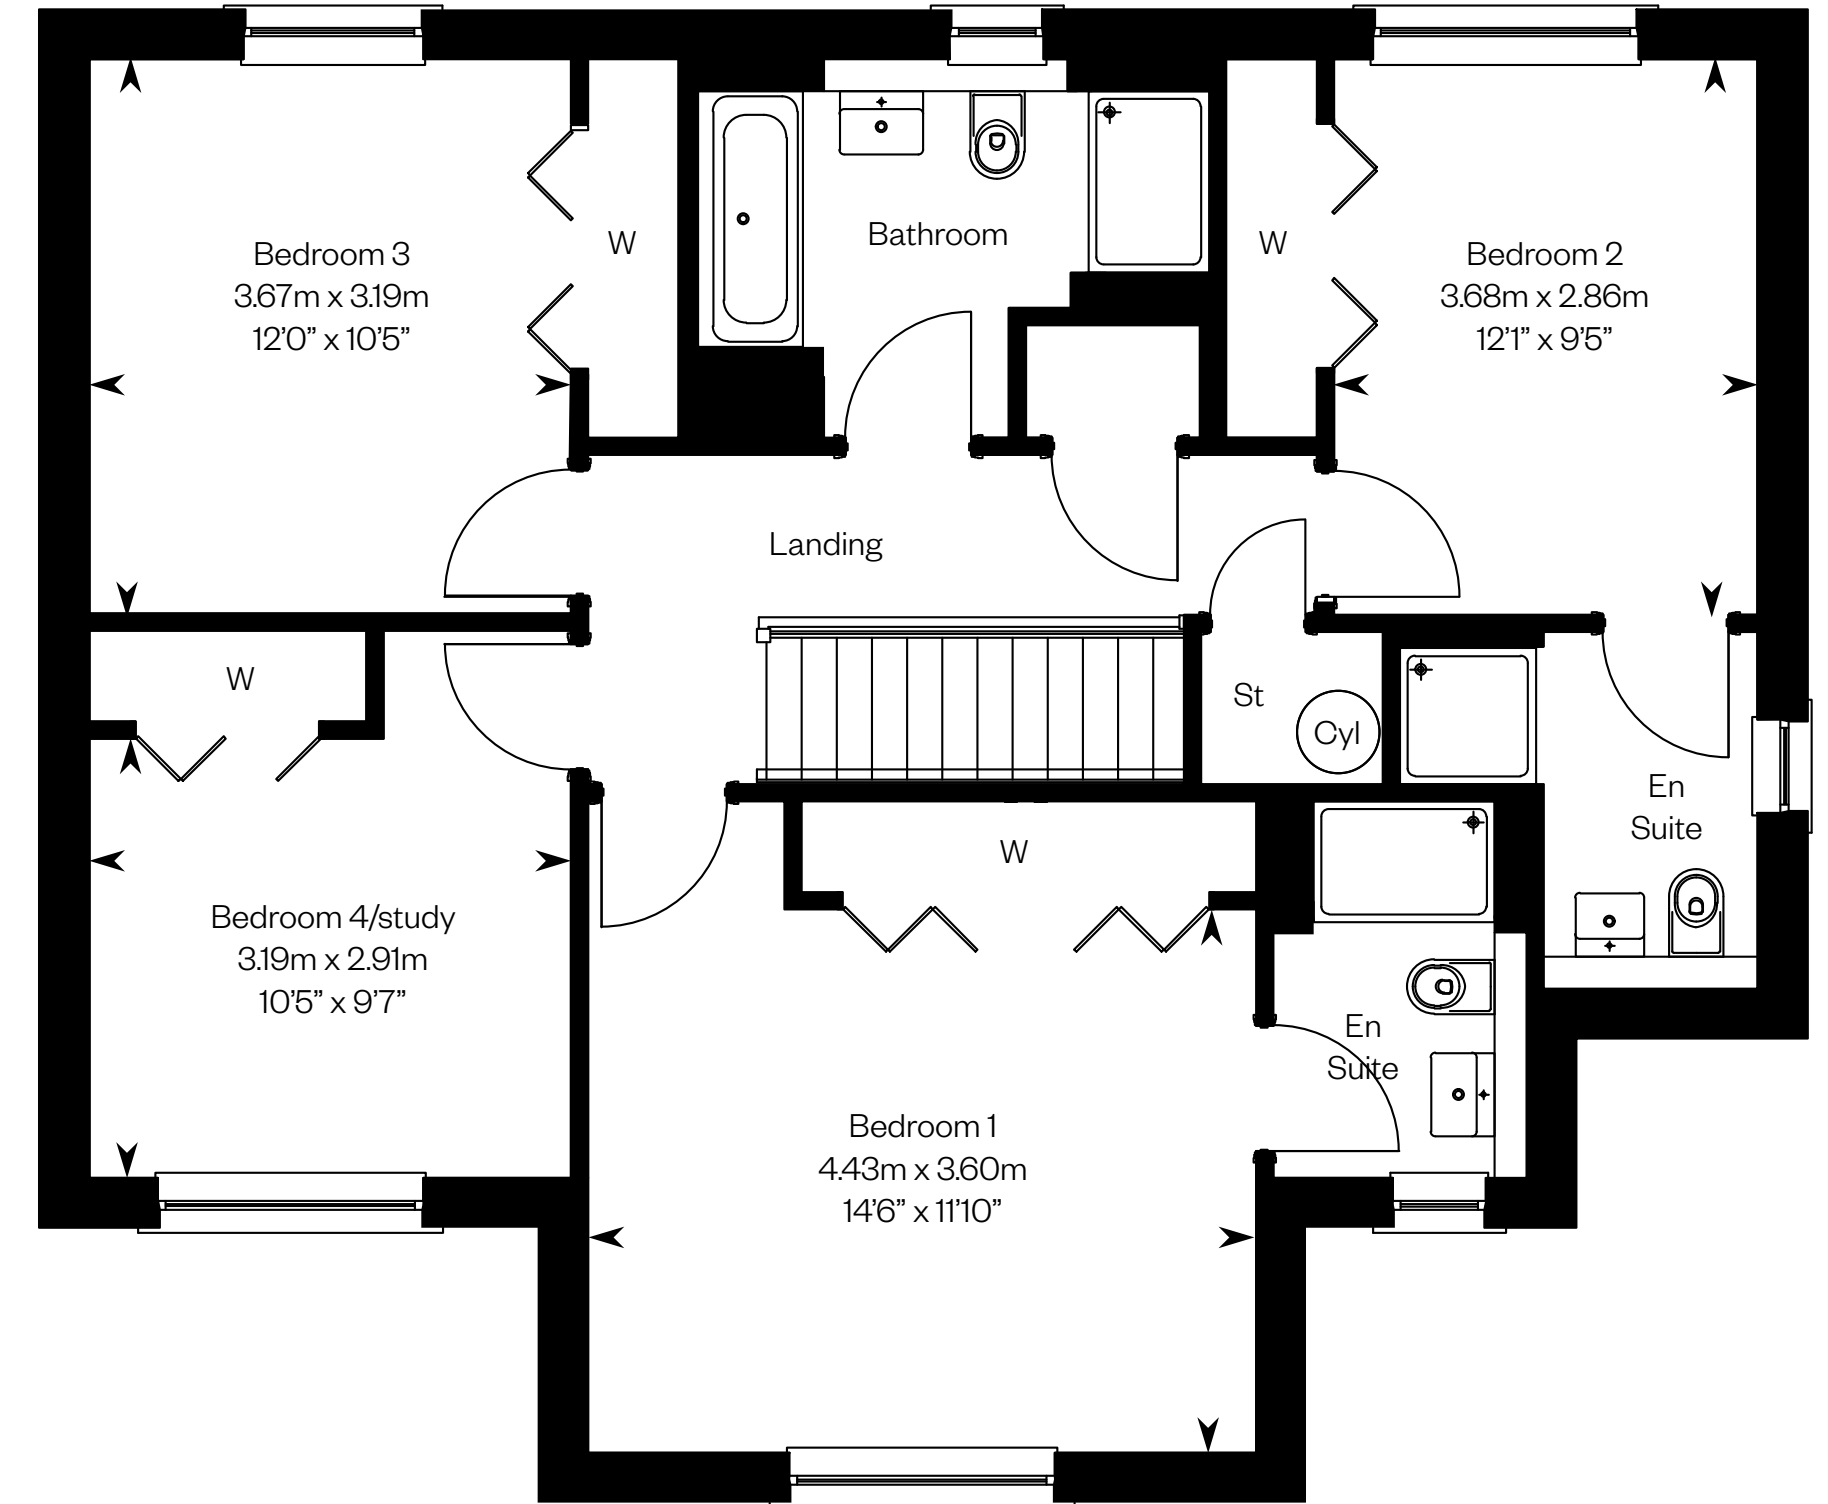 Bedroom 3
3.67m x 3.19m
12’0” x 10’5”
W
Bathroom
W
Bedroom 2
3.68m x 2.86m
12’1” x 9’5”
Landing
W
St
Cyl
En
Suite
W
Bedroom 4/study
3.19m x 2.91m
10’5” x 9’7”
En
Suite
Bedroom 1
4.43m x 3.60m
14’6” x 11’10”